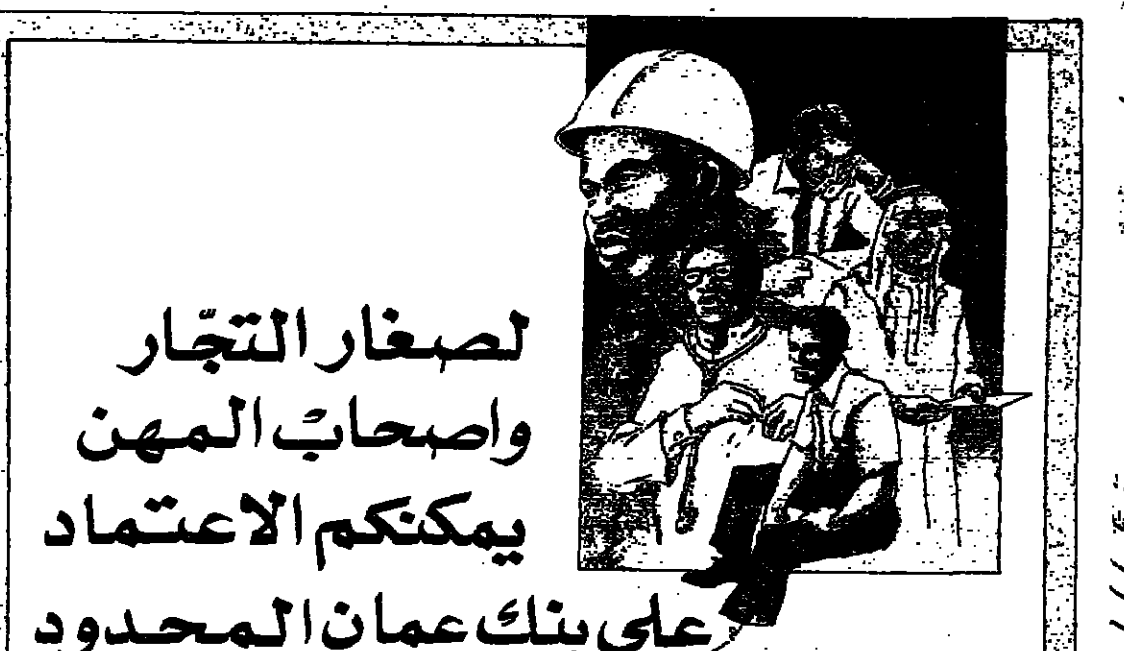 لصغار التجّار
واصحاب المهن
يمكنكم الاعتماد
على بنك عمان المحدود